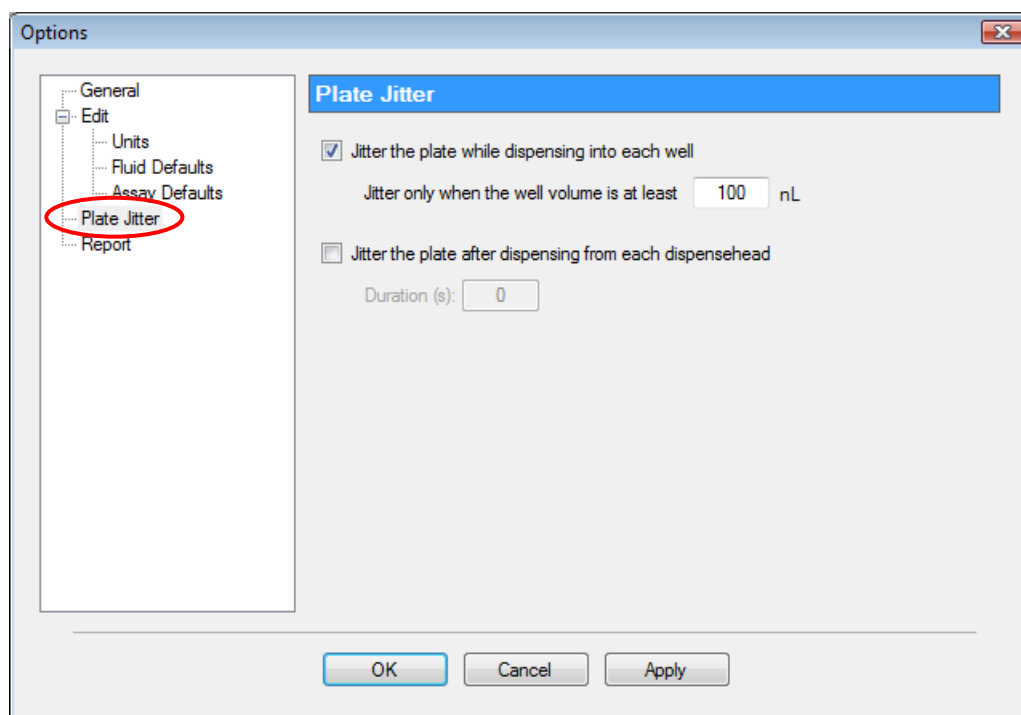 Options
General
Edit
Units
Fluid Defaults
Assay Defaults
Plate Jitter
Report
Plate Jitter
Jitter the plate while dispensing into each well
Jitter only when the well volume is at least 100 nL
Jitter the plate after dispensing from each dispensehead
Duration (s): 0
OK Cancel Apply